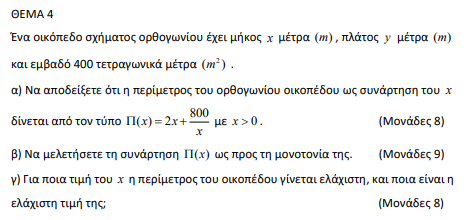 ΘΕΜΑ 4
Ένα οικόπεδο σχήματος ορθογωνίου έχει μήκος x μέτρα (m), πλάτος y μέτρα (m)
και εμβαδό 400 τετραγωνικά μέτρα (m²).
α) Να αποδείξετε ότι η περίμετρος του ορθογωνίου οικοπέδου ως συνάρτηση του x
δίνεται από τον τύπο Π(x) = 2x + 800/x με x > 0. (Μονάδες 8)
β) Να μελετήσετε τη συνάρτηση Π(x) ως προς τη μονοτονία της. (Μονάδες 9)
γ) Για ποια τιμή του x η περίμετρος του οικοπέδου γίνεται ελάχιστη, και ποια είναι η
ελάχιστη τιμή της; (Μονάδες 8)